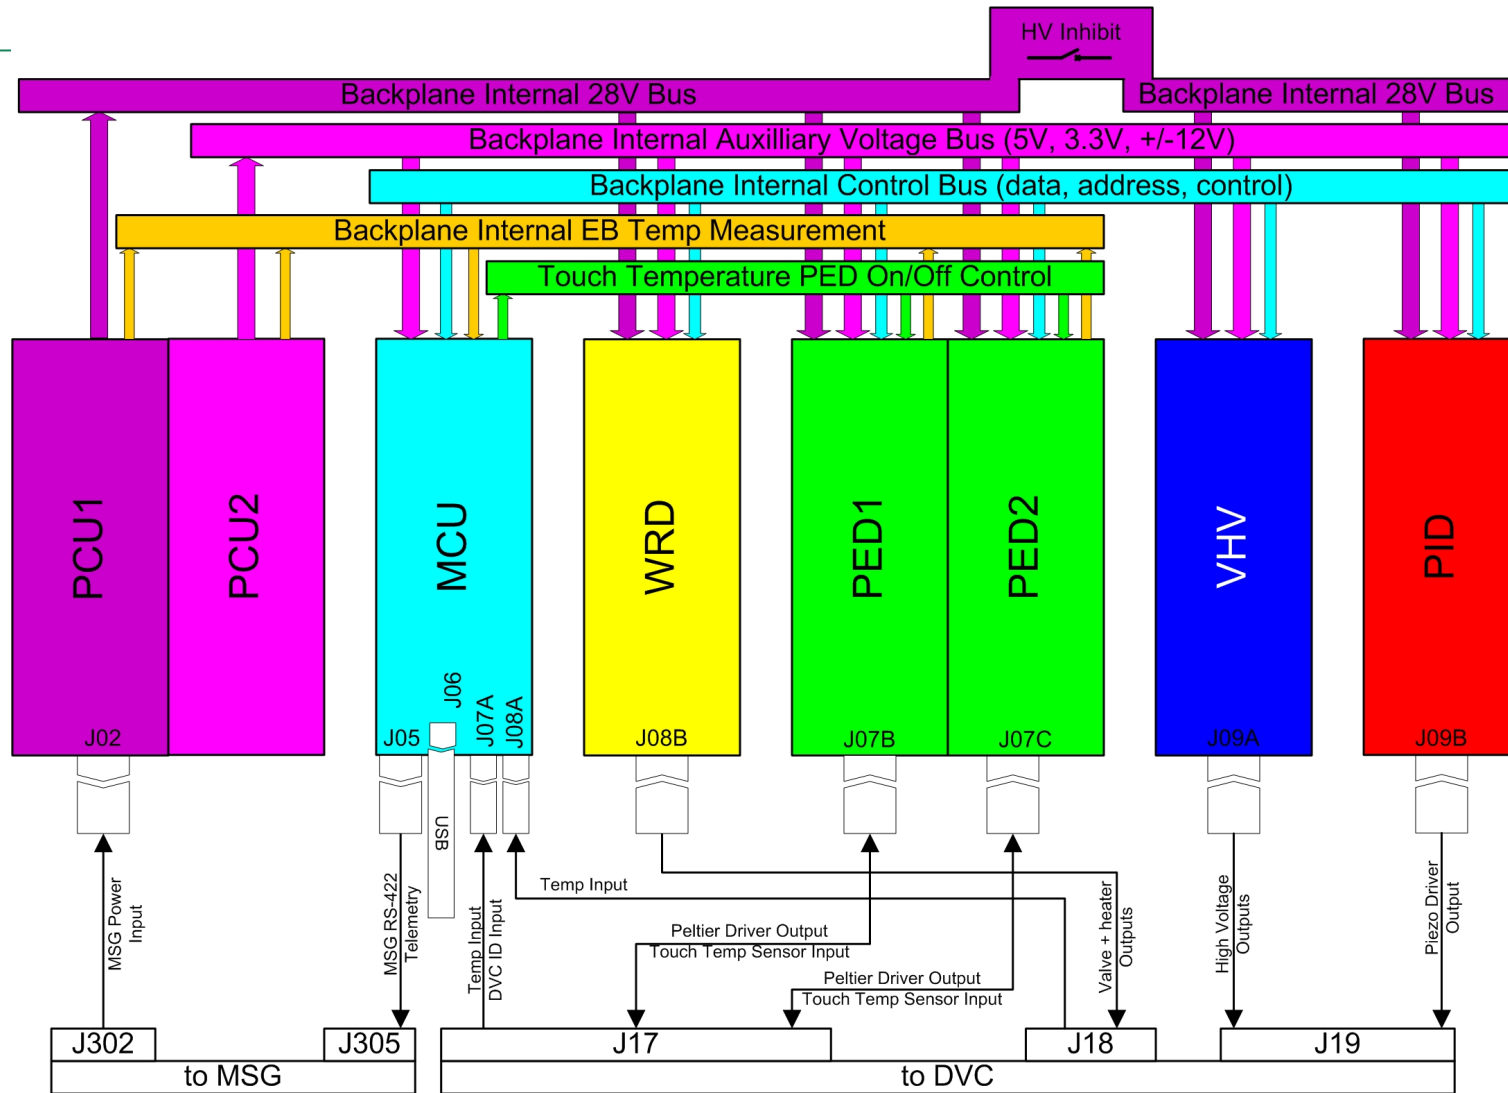 HV Inhibit
Backplane Internal 28V Bus
Backplane Internal 28V Bus
Backplane Internal Auxilliary Voltage Bus (5V, 3.3V, +/-12V)
Backplane Internal Control Bus (data, address, control)
Backplane Internal EB Temp Measurement
Touch Temperature PED On/Off Control
PCU1
PCU2
MCU
WRD
PED1
PED2
VHV
PID
J02
J05
J06
J07A
J08A
J08B
J07B
J07C
J09A
J09B
USB
MSG Power
Input
MSG RS-422
Telemetry
Temp Input
DVC ID Input
Temp Input
Peltier Driver Output
Touch Temp Sensor Input
Peltier Driver Output
Touch Temp Sensor Input
Valve + heater
Outputs
High Voltage
Outputs
Piezo Driver
Output
J302
J305
J17
J18
J19
to MSG
to DVC